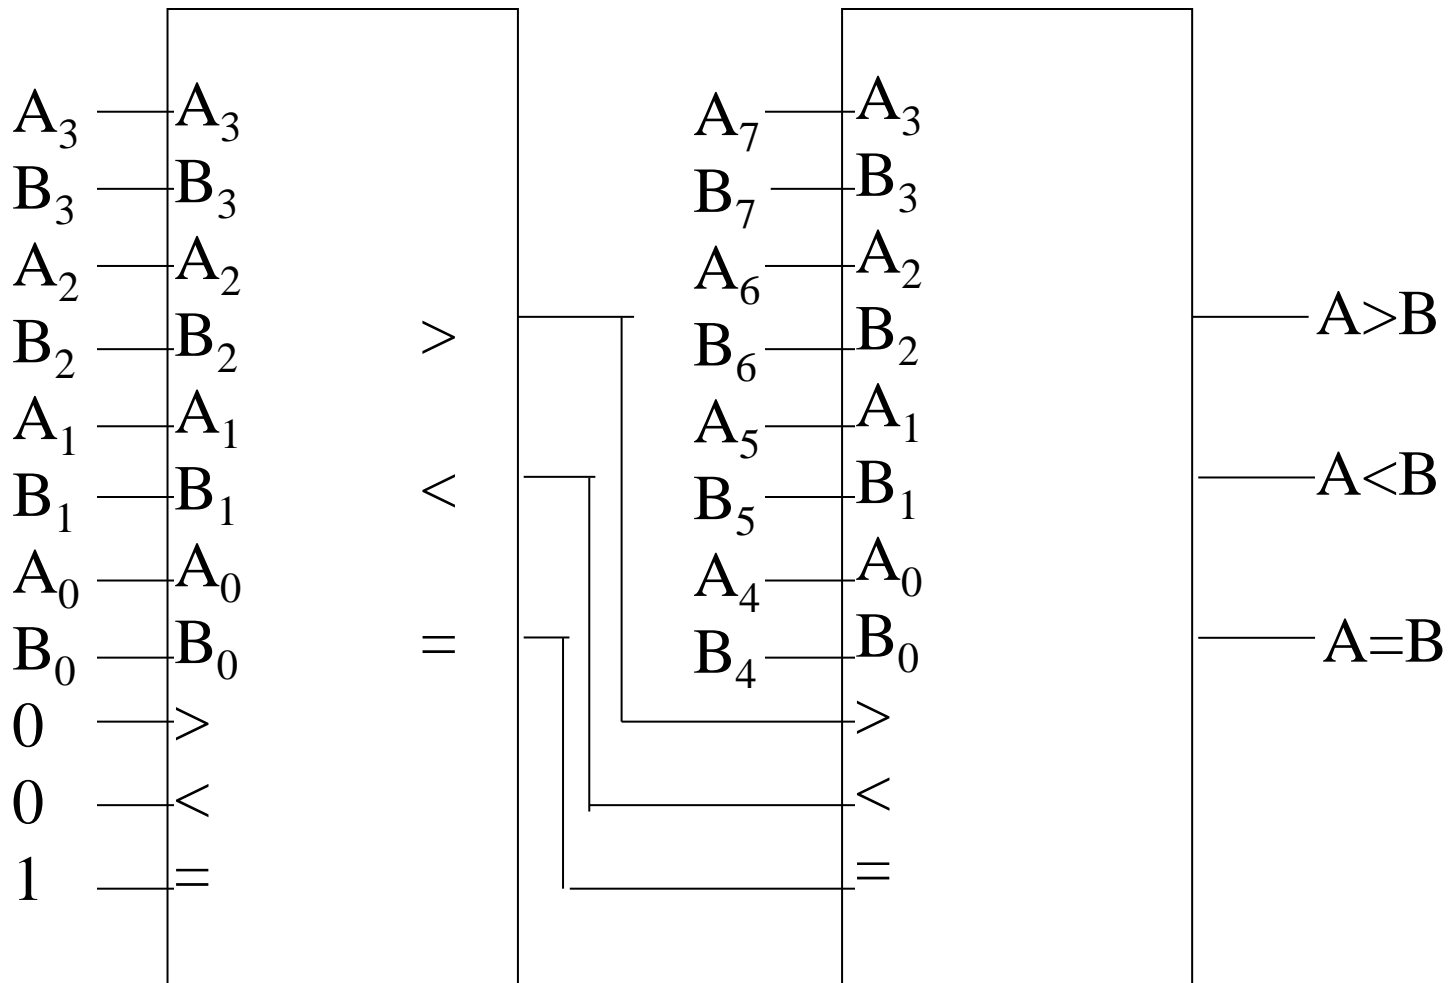 A₃ A₃ A₇ A₃
B₃ B₃ B₇ B₃
A₂ A₂ A₆ A₂
B₂ B₂ > B₆ B₂ A>B
A₁ A₁ A₅ A₁
B₁ B₁ < B₅ B₁ A<B
A₀ A₀ A₄ A₀
B₀ B₀ = B₄ B₀ A=B
0 > >
0 < <
1 = =